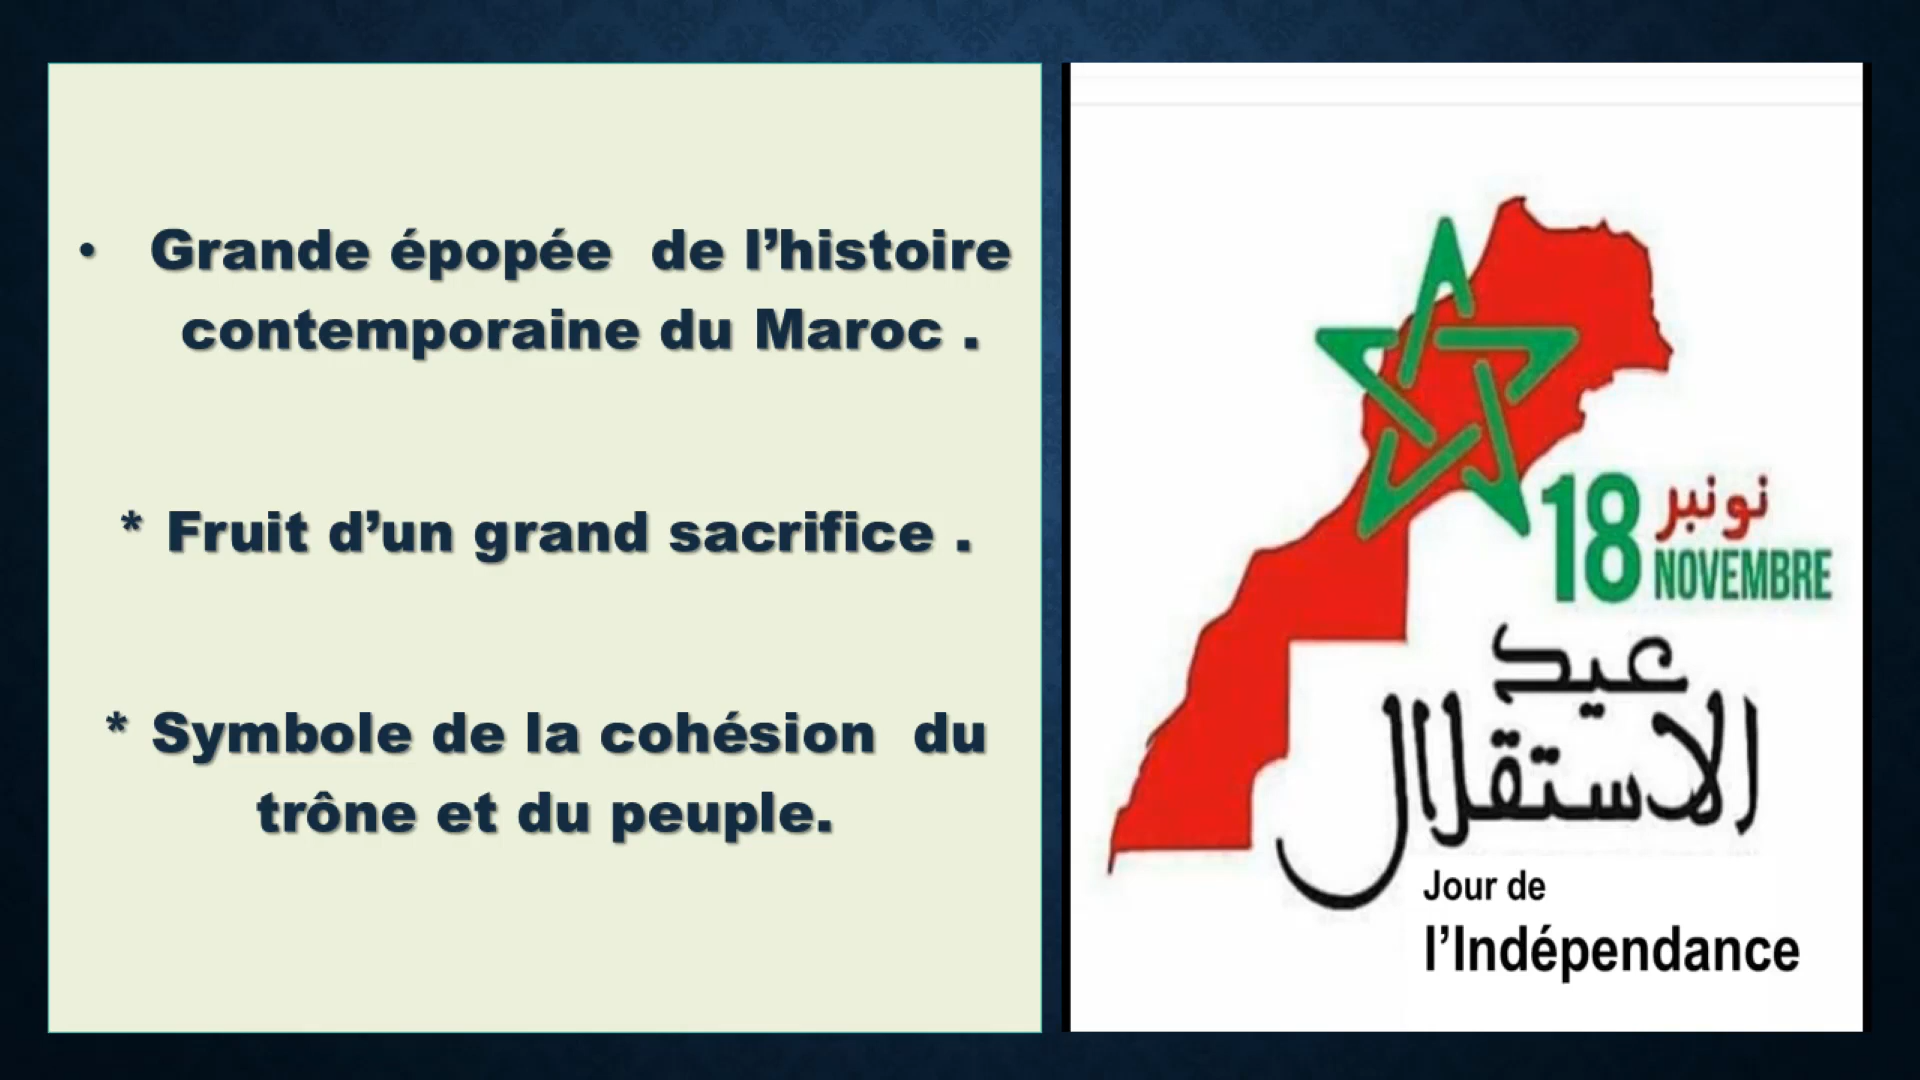 • Grande épopée de l’histoire
contemporaine du Maroc .
* Fruit d’un grand sacrifice .
* Symbole de la cohésion du
trône et du peuple.
18 نونبر
NOVEMBRE
عيد
الاستقلال
Jour de
l’Indépendance